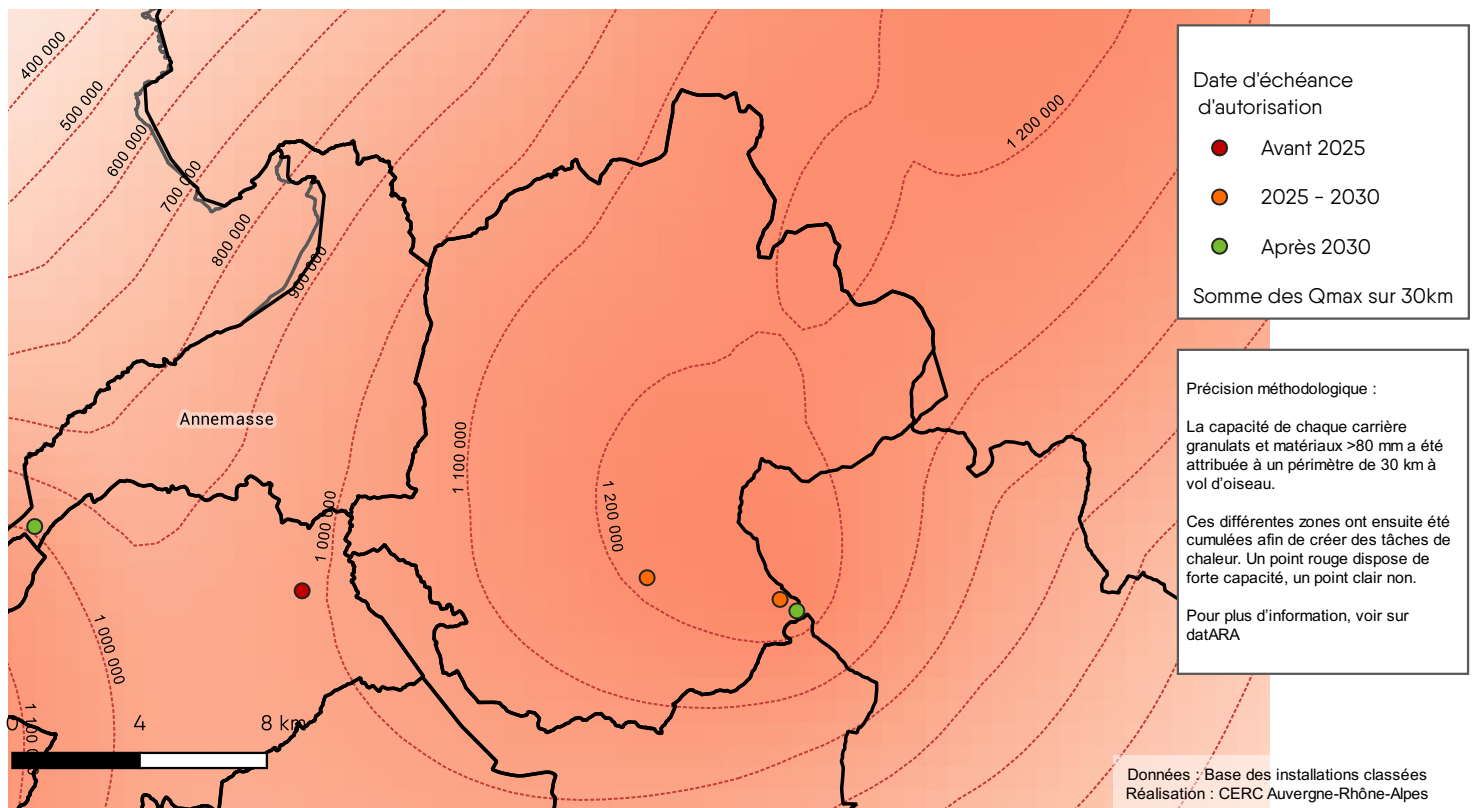 400 000
500 000
600 000
700 000
800 000
900 000
1 200 000
Annemasse
1 100 000
1 200 000
1 000 000
1 000 000
1 100 000
0 4 8 km
Date d'échéance
d'autorisation
Avant 2025
2025 - 2030
Après 2030
Somme des Qmax sur 30km
Précision méthodologique :
La capacité de chaque carrière
granulats et matériaux >80 mm a été
attribuée à un périmètre de 30 km à
vol d'oiseau.
Ces différentes zones ont ensuite été
cumulées afin de créer des tâches de
chaleur. Un point rouge dispose de
forte capacité, un point clair non.
Pour plus d'information, voir sur
datARA
Données : Base des installations classées
Réalisation : CERC Auvergne-Rhône-Alpes